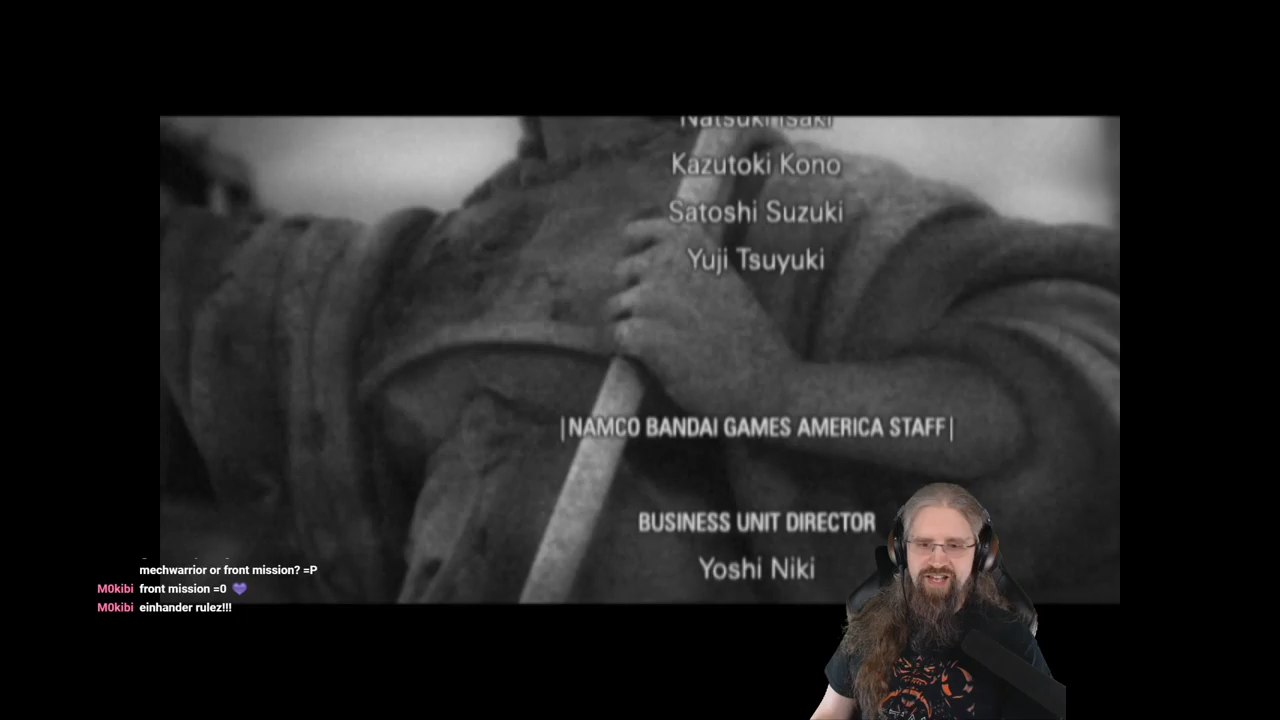 Kazutoki Kono
Satoshi Suzuki
Yuji Tsuyuki
|NAMCO BANDAI GAMES AMERICA STAFF|
BUSINESS UNIT DIRECTOR
Yoshi Niki
mechwarrior or front mission? =P
M0kibi front mission =0 💜
M0kibi einhander rulez!!!